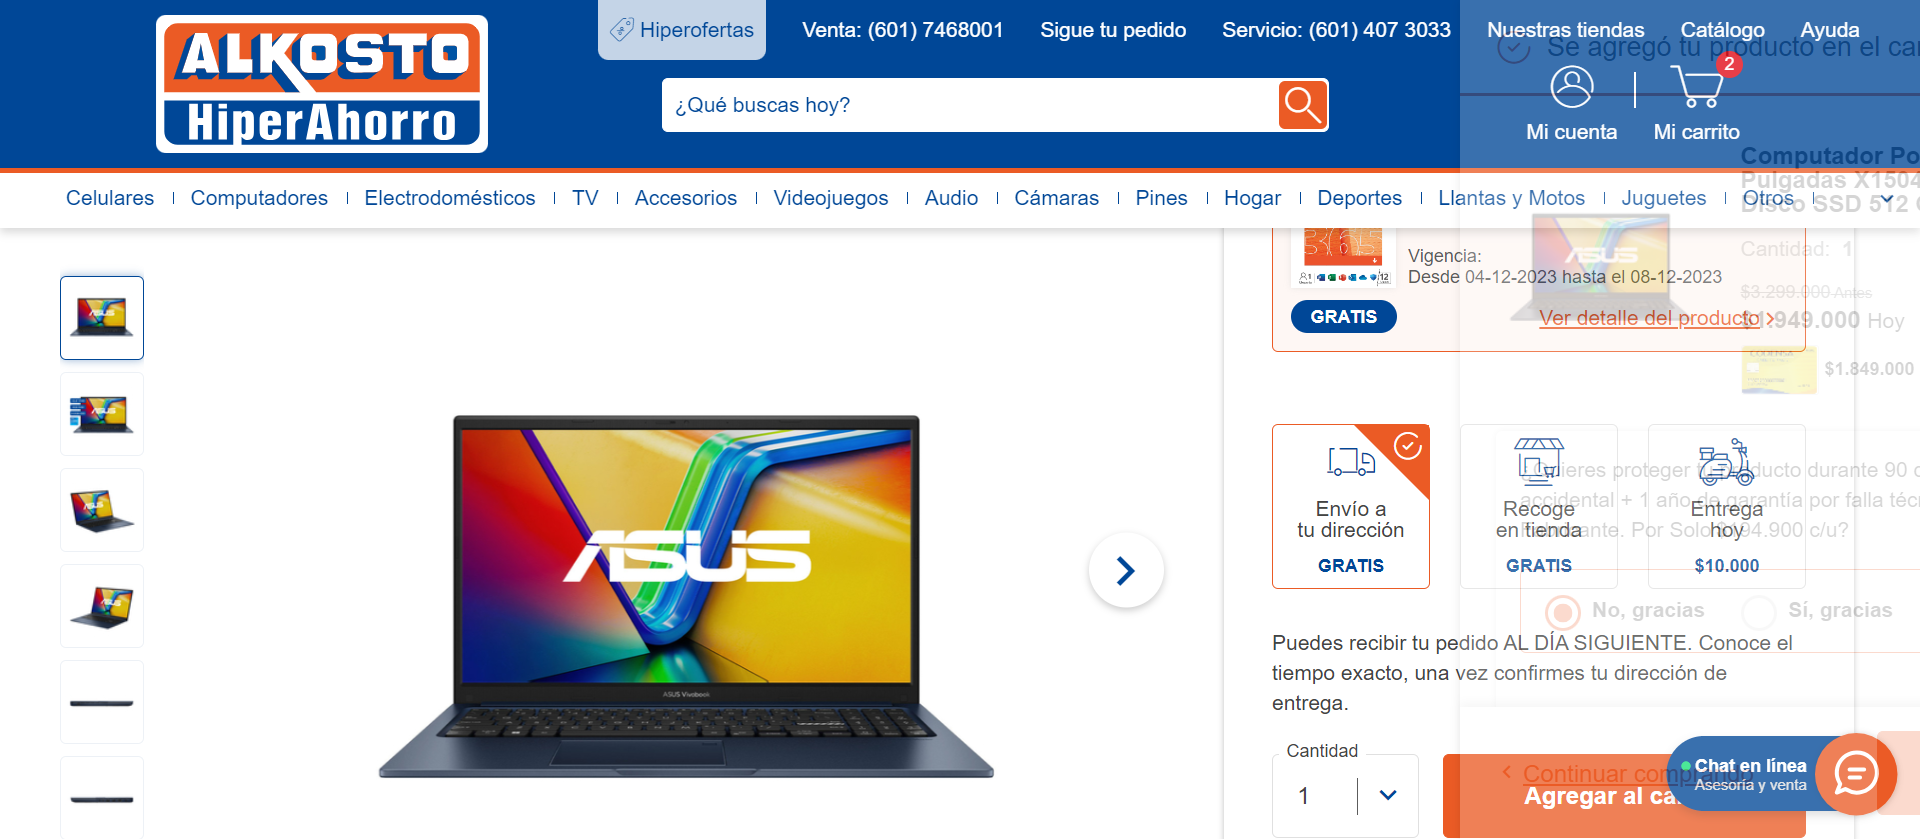 Hiperofertas
Venta: (601) 7468001
Sigue tu pedido
Servicio: (601) 407 3033
Nuestras tiendas
Catálogo
Ayuda
Se agregó tu producto en el
ALKOSTO
HiperAhorro
¿Qué buscas hoy?
2
Mi cuenta
Mi carrito
Celulares
Computadores
Electrodomésticos
TV
Accesorios
Videojuegos
Audio
Cámaras
Pines
Hogar
Deportes
Llantas y Motos
Juguetes
Otros
Computador
Pulgadas X1504
Disco SSD 512
Cantidad: 1
$3.299.000 Antes
$1.949.000 Hoy
$1.849.000
Vigencia:
Desde 04-12-2023 hasta el 08-12-2023
GRATIS
Ver detalle del producto
ASUS
ASUS Vivobook
Envío a
tu dirección
GRATIS
Recoge
en tienda
GRATIS
Entrega
hoy
$10.000
¿Quieres proteger tu producto durante 90
accidental + 1 año de garantía por falla
Por Solo $194.900 c/u?
No, gracias
Sí, gracias
Puedes recibir tu pedido AL DÍA SIGUIENTE. Conoce el
tiempo exacto, una vez confirmes tu dirección de
entrega.
Cantidad
1
Continuar comprando
Agregar al
Chat en línea
Asesoría y venta